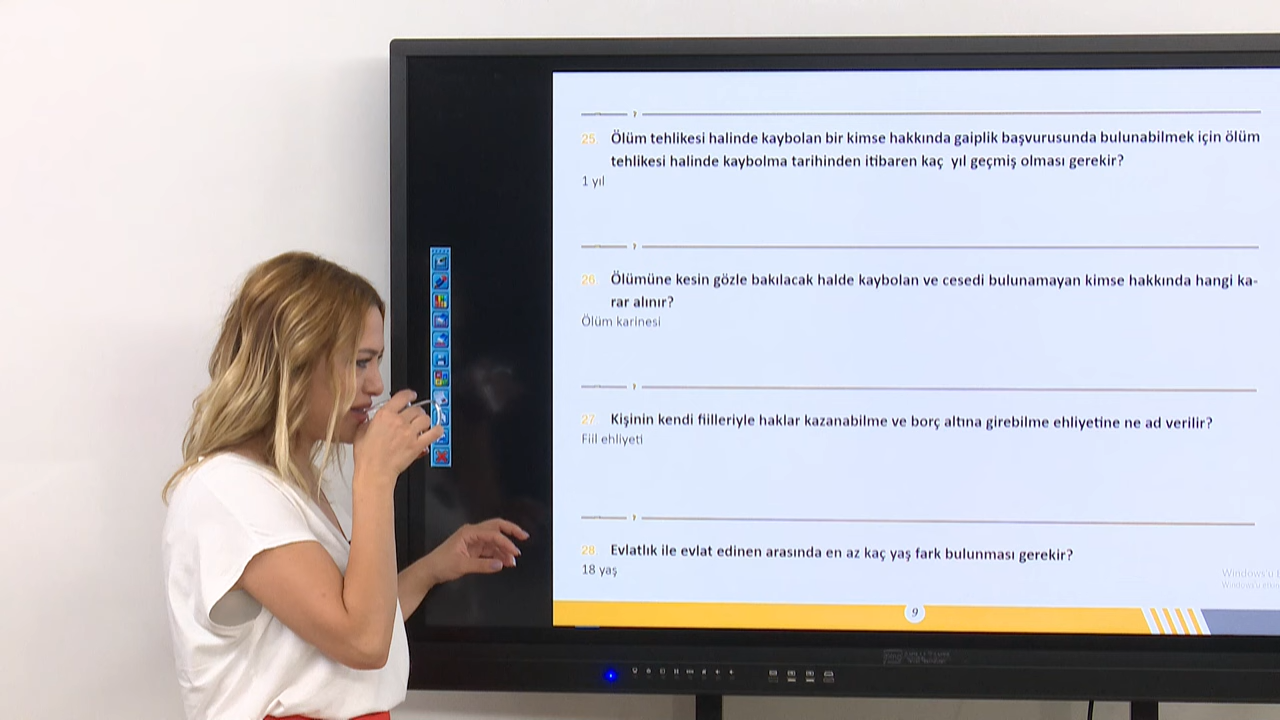 25. Ölüm tehlikesi halinde kaybolan bir kimse hakkında gaiplik başvurusunda bulunabilmek için ölüm
tehlikesi halinde kaybolma tarihinden itibaren kaç yıl geçmiş olması gerekir?
1 yıl
26. Ölümüne kesin gözle bakılacak halde kaybolan ve cesedi bulunamayan kimse hakkında hangi ka-
rar alınır?
Ölüm karinesi
27. Kişinin kendi fiilleriyle haklar kazanabilme ve borç altına girebilme ehliyetine ne ad verilir?
Fiil ehliyeti
28. Evlatlık ile evlat edinen arasında en az kaç yaş fark bulunması gerekir?
18 yaş
Windows'u
Windows'u
9